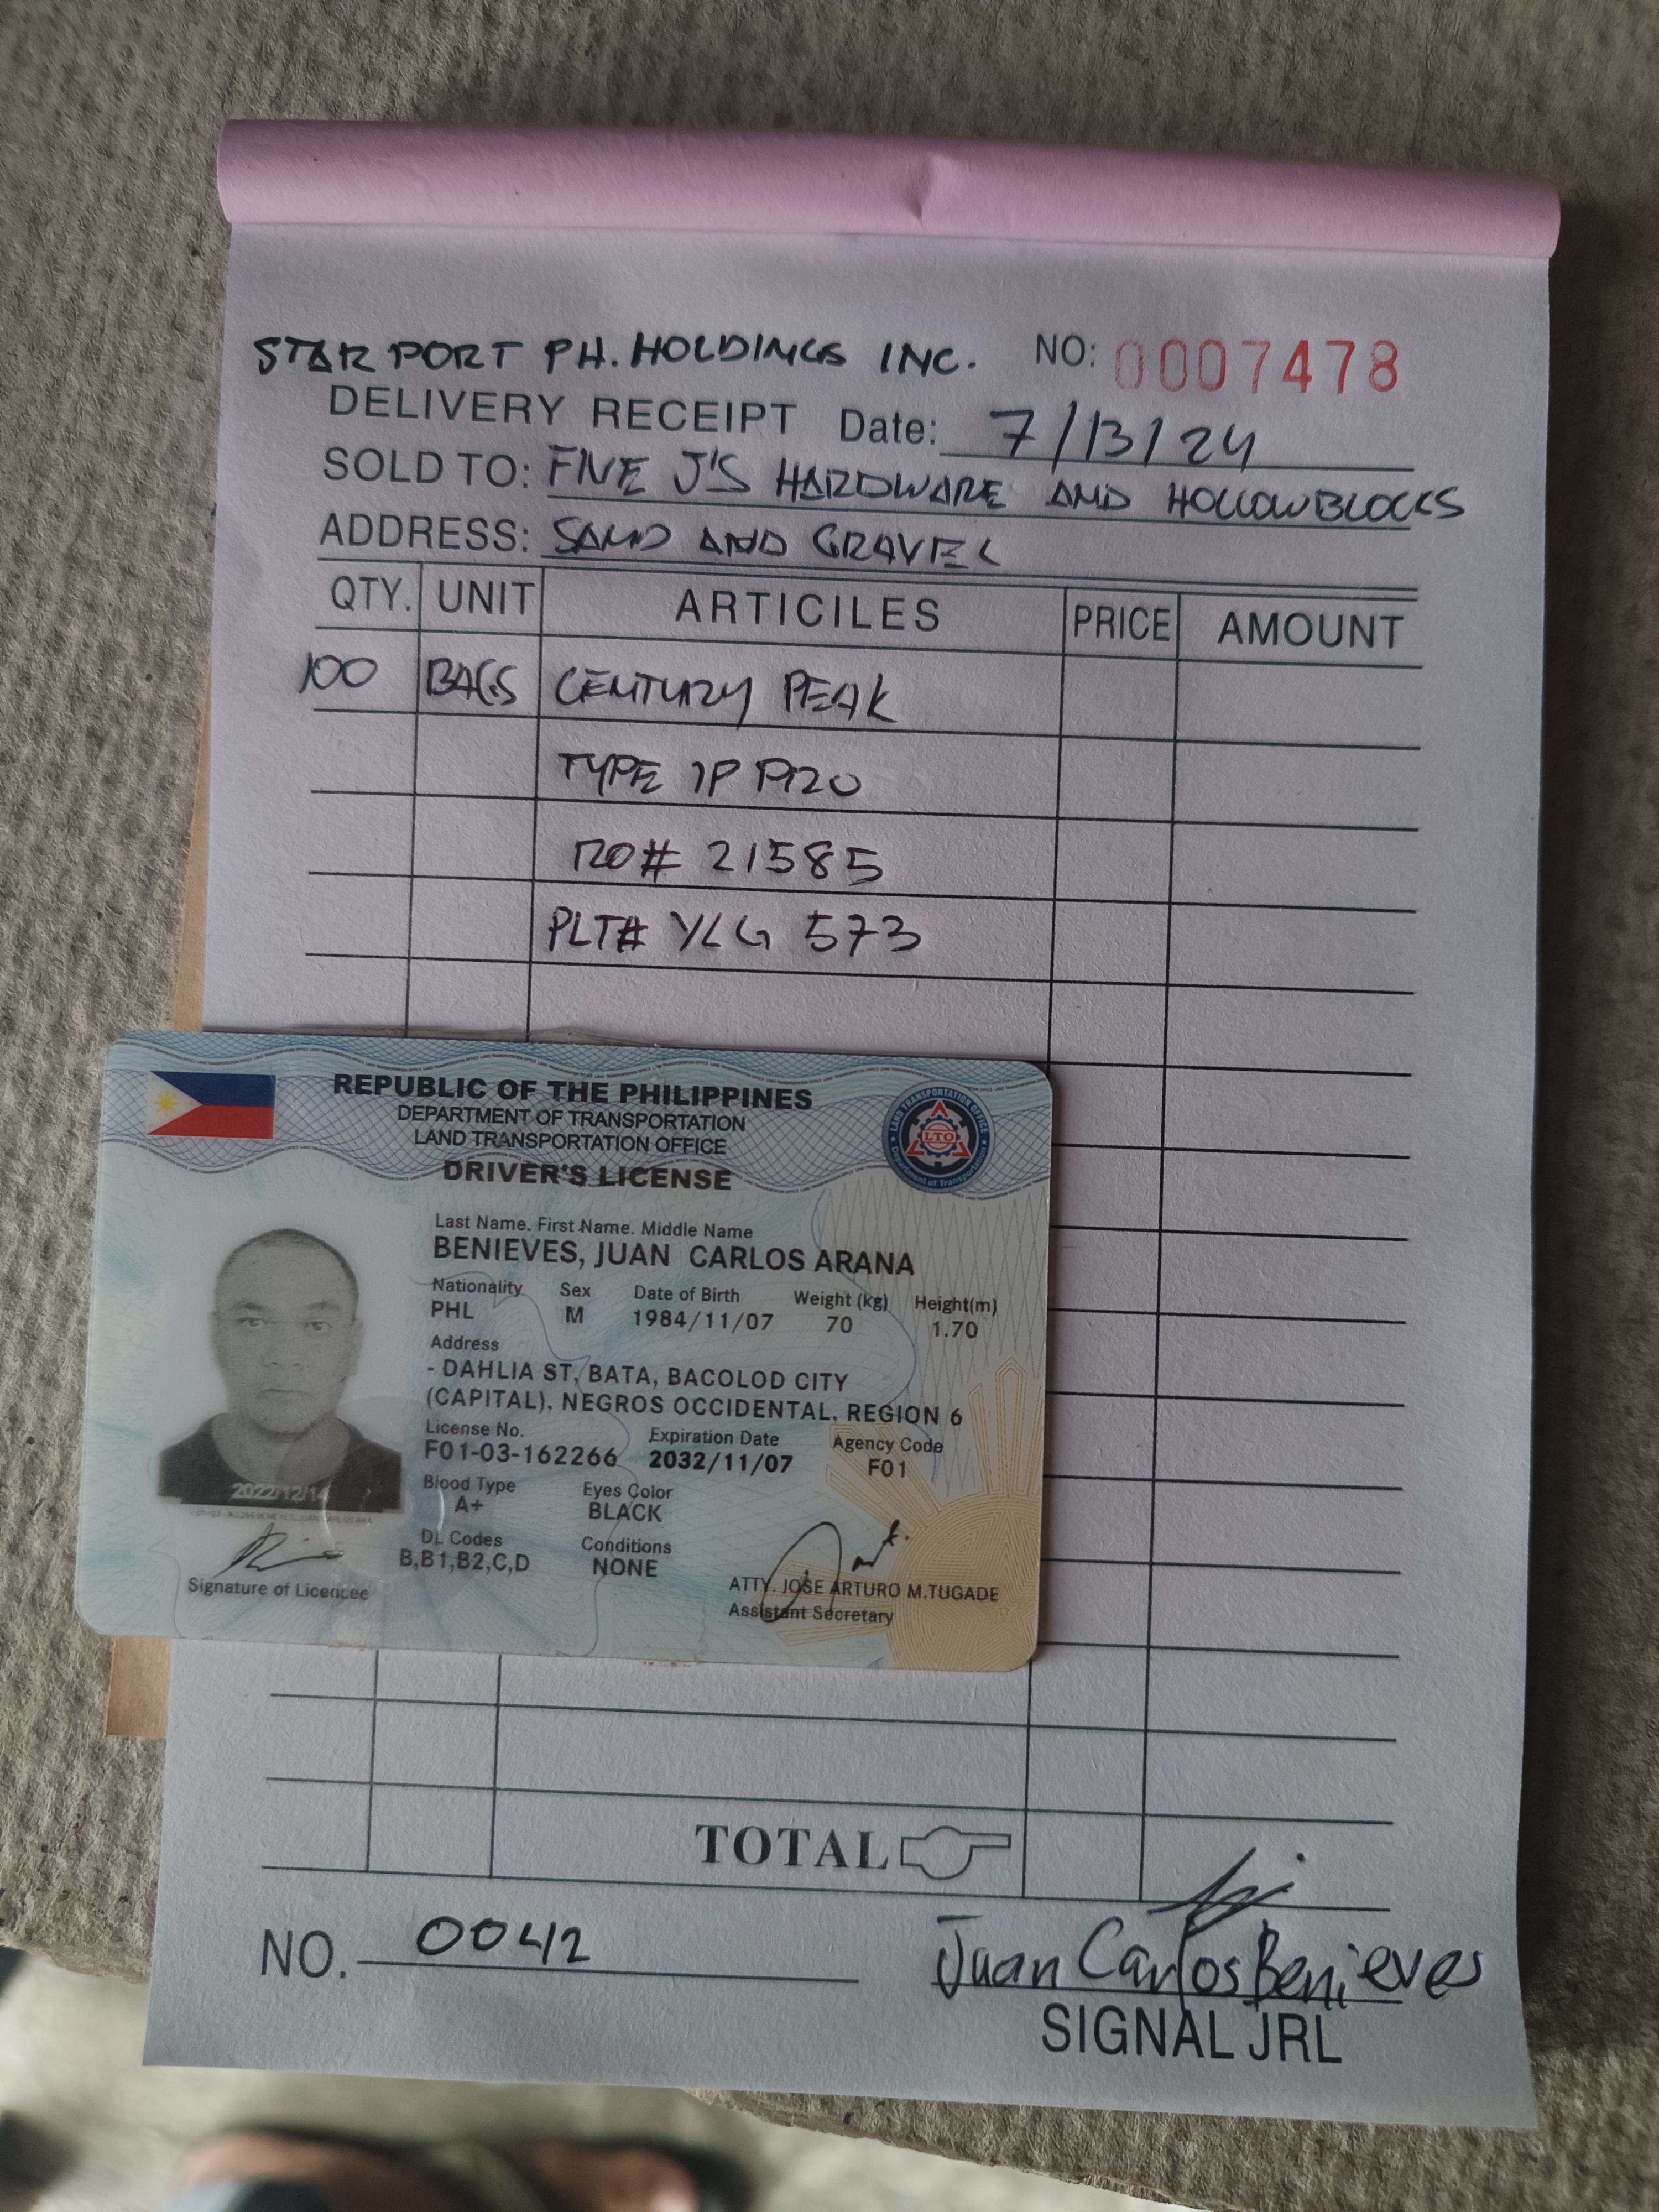 STAR PORT PH. HOLDINGS INC. NO: 0007478
DELIVERY RECEIPT Date: 7/13/24
SOLD TO: FIVE J'S HARDWARE AND HOLLOWBLOCKS
ADDRESS: SAND AND GRAVEL
QTY. UNIT ARTICILES PRICE AMOUNT
100 BAGS CENTURY PEAK
TYPE 1P
RO# 21585
PLT# YLG 573
REPUBLIC OF THE PHILIPPINES
DEPARTMENT OF TRANSPORTATION
LAND TRANSPORTATION OFFICE
DRIVER'S LICENSE
LAND TRANSPORTATION OFFICE
LTO
Department of Transportation
Last Name. First Name. Middle Name
BENIEVES, JUAN CARLOS ARANA
Nationality Sex Date of Birth Weight (kg) Height(m)
PHL M 1984/11/07 70 1.70
Address
- DAHLIA ST, BATA, BACOLOD CITY
(CAPITAL), NEGROS OCCIDENTAL, REGION 6
License No. Expiration Date Agency Code
F01-03-162266 2032/11/07 F01
Blood Type Eyes Color
A+ BLACK
DL Codes Conditions
B,B1,B2,C,D NONE
Signature of Licencee
ATTY. JOSE ARTURO M.TUGADE
Assistant Secretary
TOTAL
NO. 0042
Juan Carlos Benieves
SIGNAL JRL